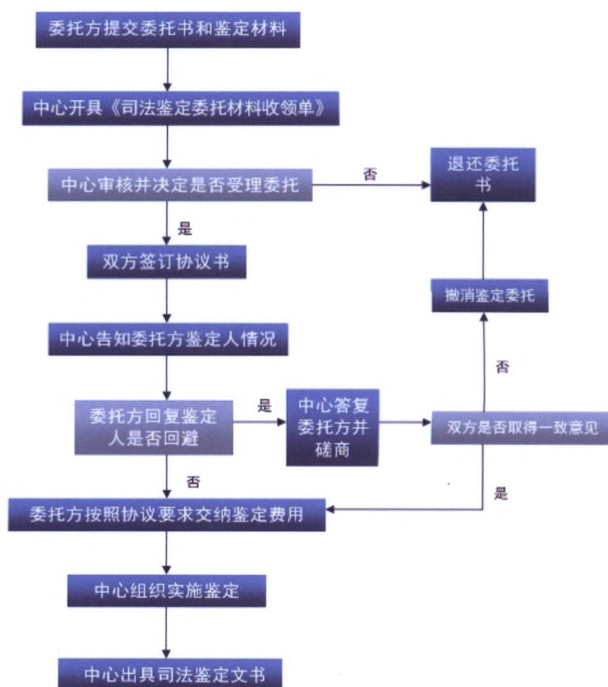 委托方提交委托书和鉴定材料
中心开具《司法鉴定委托材料收领单》
中心审核并决定是否受理委托
否
退还委托
书
是
双方签订协议书
撤消鉴定委托
中心告知委托方鉴定人情况
否
委托方回复鉴定
人是否回避
是
中心答复
委托方并
磋商
双方是否取得一致意见
否
是
委托方按照协议要求交纳鉴定费用
中心组织实施鉴定
中心出具司法鉴定文书